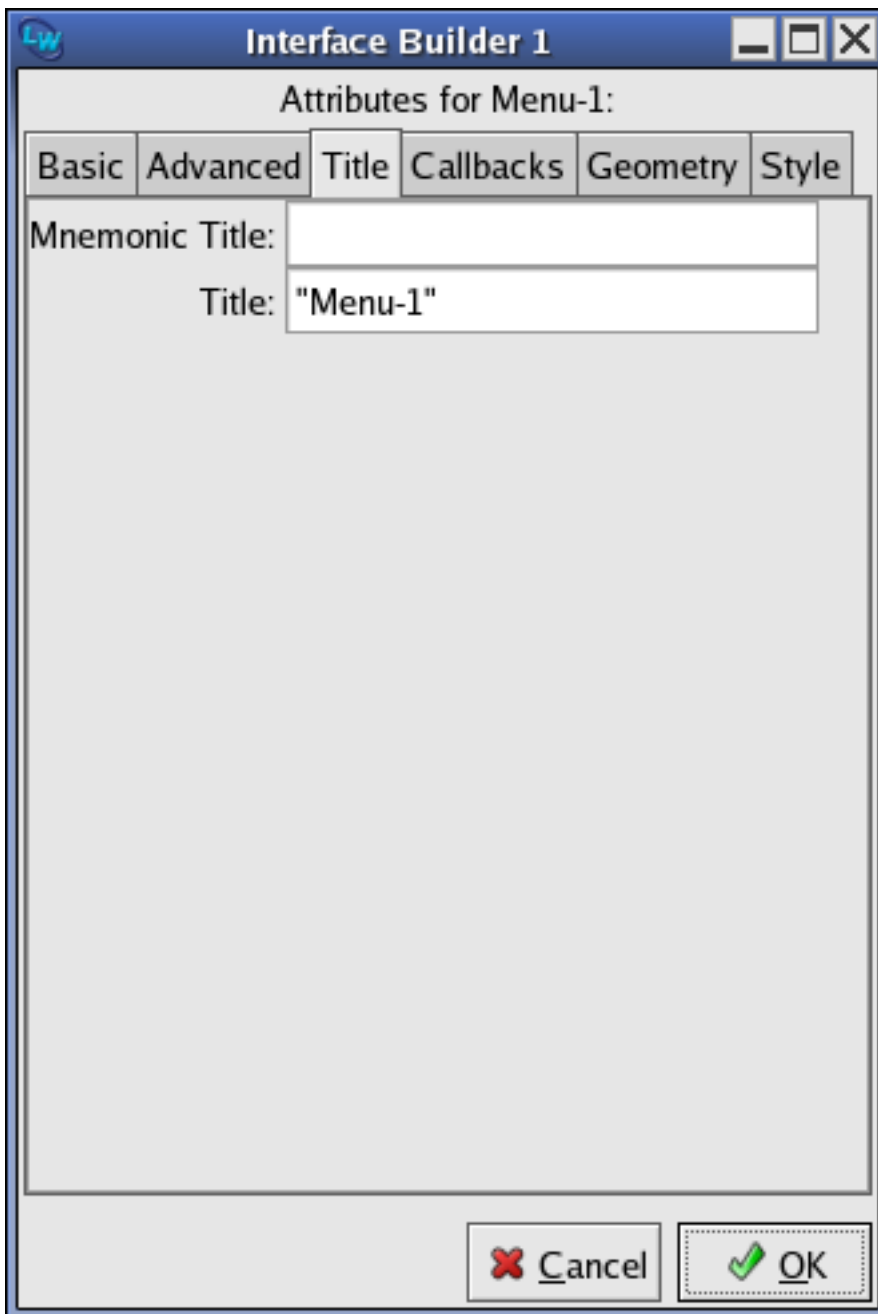 LW Interface Builder 1
Attributes for Menu-1:
Basic Advanced Title Callbacks Geometry Style
Mnemonic Title:
Title: "Menu-1"
Cancel OK